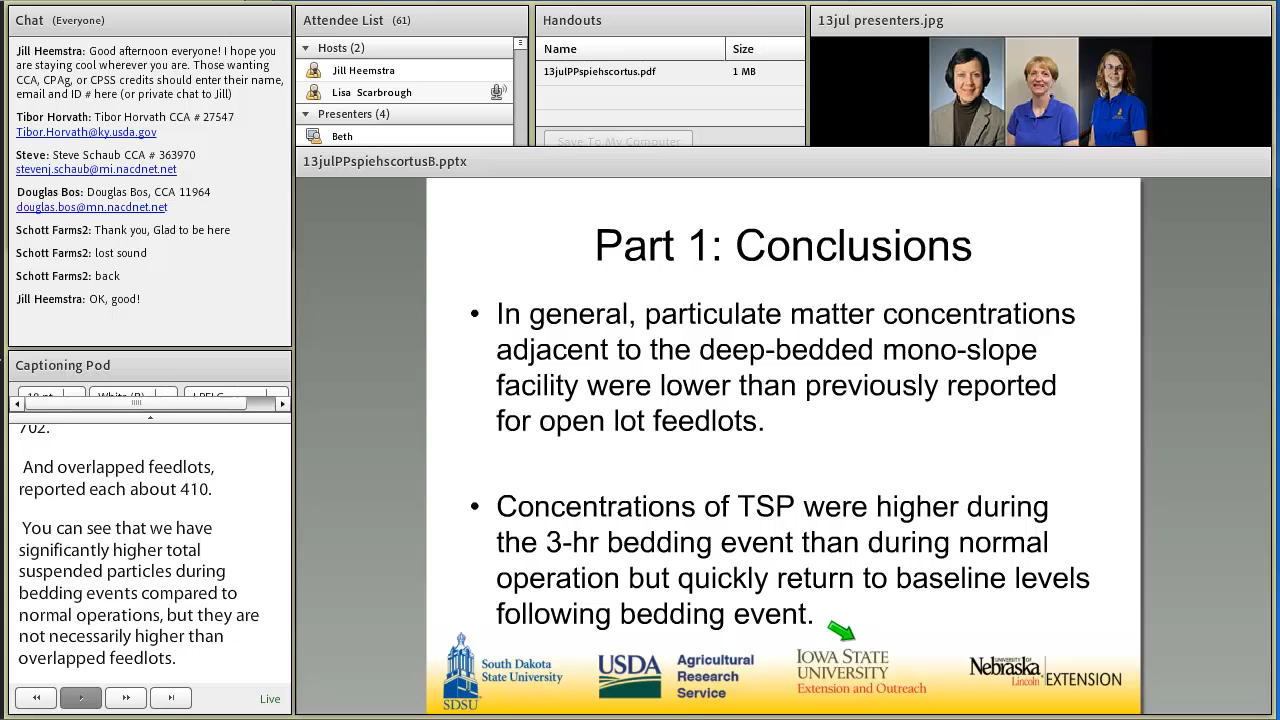 Chat (Everyone)
Jill Heemstra: Good afternoon everyone! I hope you
are staying cool wherever you are. Those wanting
CCA, CPAg, or CPSS credits should enter their name,
email and ID # here (or private chat to Jill)
Tibor Horvath: Tibor Horvath CCA # 27547
Tibor.Horvath@ky.usda.gov
Steve: Steve Schaub CCA # 363970
stevenj.schaub@mi.nacdnet.net
Douglas Bos: Douglas Bos, CCA 11964
douglas.bos@mn.nacdnet.net
Schott Farms2: Thank you, Glad to be here
Schott Farms2: lost sound
Schott Farms2: back
Jill Heemstra: OK, good!
Captioning Pod
702.
And overlapped feedlots,
reported each about 410.
You can see that we have
significantly higher total
suspended particles during
bedding events compared to
normal operations, but they are
not necessarily higher than
overlapped feedlots.
Live
Attendee List (61)
Hosts (2)
Jill Heemstra
Lisa Scarbrough
Presenters (4)
Beth
Handouts
Name Size
13julPPspiehscortus.pdf 1 MB
Save To My Computer
13jul presenters.jpg
13julPPspiehscortusB.pptx
Part 1: Conclusions
• In general, particulate matter concentrations
adjacent to the deep-bedded mono-slope
facility were lower than previously reported
for open lot feedlots.
• Concentrations of TSP were higher during
the 3-hr bedding event than during normal
operation but quickly return to baseline levels
following bedding event.
SDSU
South Dakota
State University
USDA
Agricultural
Research
Service
IOWA STATE
UNIVERSITY
Extension and Outreach
UNIVERSITY OF
Nebraska
Lincoln
EXTENSION